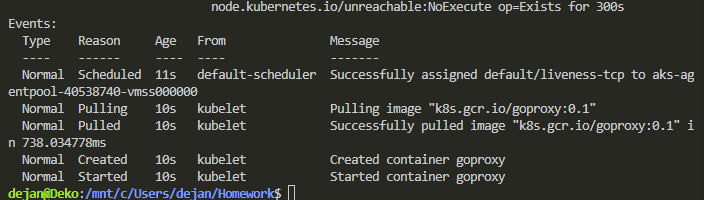 node.kubernetes.io/unreachable:NoExecute op=Exists for 300s
Events:
Type Reason Age From Message
---- ------ ---- ---- -------
Normal Scheduled 11s default-scheduler Successfully assigned default/liveness-tcp to aks-ag
entpool-40538740-vmss000000
Normal Pulling 10s kubelet Pulling image "k8s.gcr.io/goproxy:0.1"
Normal Pulled 10s kubelet Successfully pulled image "k8s.gcr.io/goproxy:0.1" i
n 738.034778ms
Normal Created 10s kubelet Created container goproxy
Normal Started 10s kubelet Started container goproxy
dejan@Deko:/mnt/c/Users/dejan/Homework$